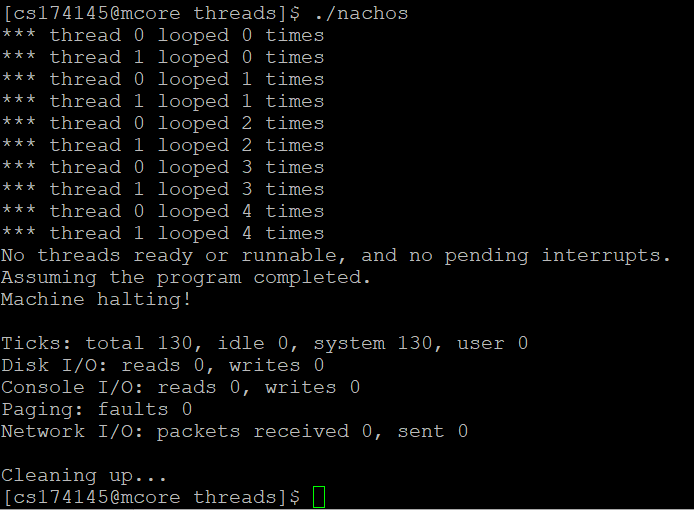 [cs174145@mcore threads]$ ./nachos
*** thread 0 looped 0 times
*** thread 1 looped 0 times
*** thread 0 looped 1 times
*** thread 1 looped 1 times
*** thread 0 looped 2 times
*** thread 1 looped 2 times
*** thread 0 looped 3 times
*** thread 1 looped 3 times
*** thread 0 looped 4 times
*** thread 1 looped 4 times
No threads ready or runnable, and no pending interrupts.
Assuming the program completed.
Machine halting!

Ticks: total 130, idle 0, system 130, user 0
Disk I/O: reads 0, writes 0
Console I/O: reads 0, writes 0
Paging: faults 0
Network I/O: packets received 0, sent 0

Cleaning up...
[cs174145@mcore threads]$